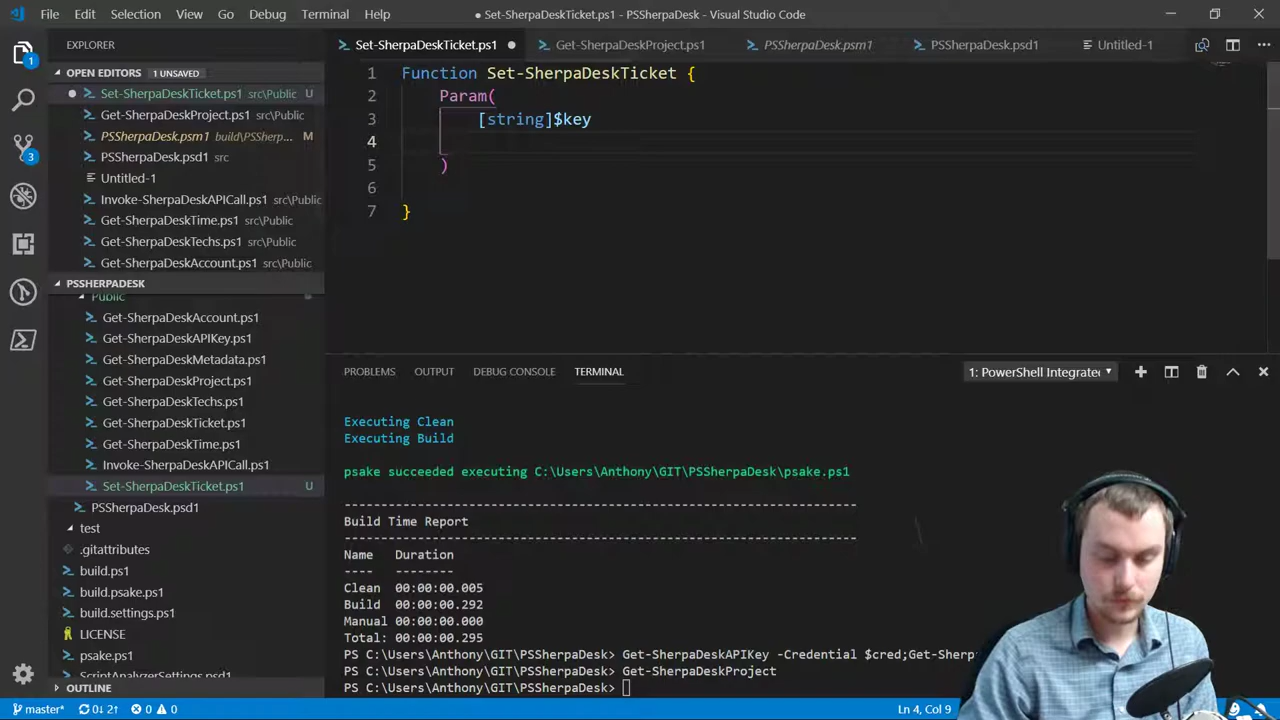 File Edit Selection View Go Debug Terminal Help
● Set-SherpaDeskTicket.ps1 - PSSherpaDesk - Visual Studio Code
EXPLORER
OPEN EDITORS 1 UNSAVED
Set-SherpaDeskTicket.ps1 src\Public U
Get-SherpaDeskProject.ps1 src\Public
PSSherpaDesk.psm1 build\PSSherp... M
PSSherpaDesk.psd1 src
Untitled-1
Invoke-SherpaDeskAPICall.ps1 src\Public
Get-SherpaDeskTime.ps1 src\Public
Get-SherpaDeskTechs.ps1 src\Public
Get-SherpaDeskAccount.ps1 src\Public
PSSHERPADESK
Public
Get-SherpaDeskAccount.ps1
Get-SherpaDeskAPIKey.ps1
Get-SherpaDeskMetadata.ps1
Get-SherpaDeskProject.ps1
Get-SherpaDeskTechs.ps1
Get-SherpaDeskTicket.ps1
Get-SherpaDeskTime.ps1
Invoke-SherpaDeskAPICall.ps1
Set-SherpaDeskTicket.ps1 U
PSSherpaDesk.psd1
test
.gitattributes
build.ps1
build.psake.ps1
build.settings.ps1
LICENSE
psake.ps1
ScriptAnalyzerSettings.psd1
OUTLINE
1
3
Set-SherpaDeskTicket.ps1 ● Get-SherpaDeskProject.ps1 PSSherpaDesk.psm1 PSSherpaDesk.psd1 Untitled-1
1 Function Set-SherpaDeskTicket {
2 Param(
3 [string]$key
4
5 )
6
7 }
PROBLEMS OUTPUT DEBUG CONSOLE TERMINAL 1: PowerShell Integrated
Executing Clean
Executing Build
psake succeeded executing C:\Users\Anthony\GIT\PSSherpaDesk\psake.ps1
----------------------------------------------------------------------
Build Time Report
----------------------------------------------------------------------
Name Duration
---- --------
Clean 00:00:00.005
Build 00:00:00.292
Manual 00:00:00.000
Total: 00:00:00.295
PS C:\Users\Anthony\GIT\PSSherpaDesk> Get-SherpaDeskAPIKey -Credential $cred;Get-Sherp
PS C:\Users\Anthony\GIT\PSSherpaDesk> Get-SherpaDeskProject
PS C:\Users\Anthony\GIT\PSSherpaDesk>
master* 0↓ 2↑ 0 0 Ln 4, Col 9